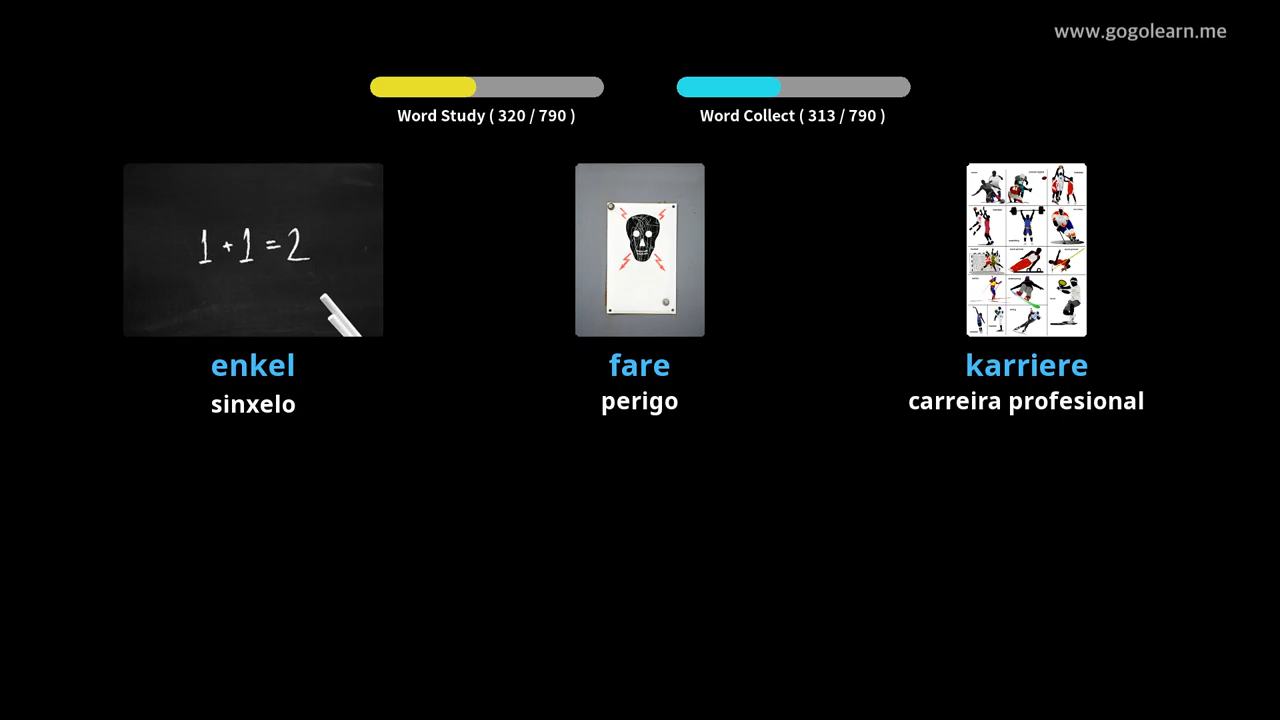 www.gogolearn.me
Word Study ( 320 / 790 )
Word Collect ( 313 / 790 )
1 + 1 = 2
enkel
sinxelo
fare
perigo
karriere
carreira profesional